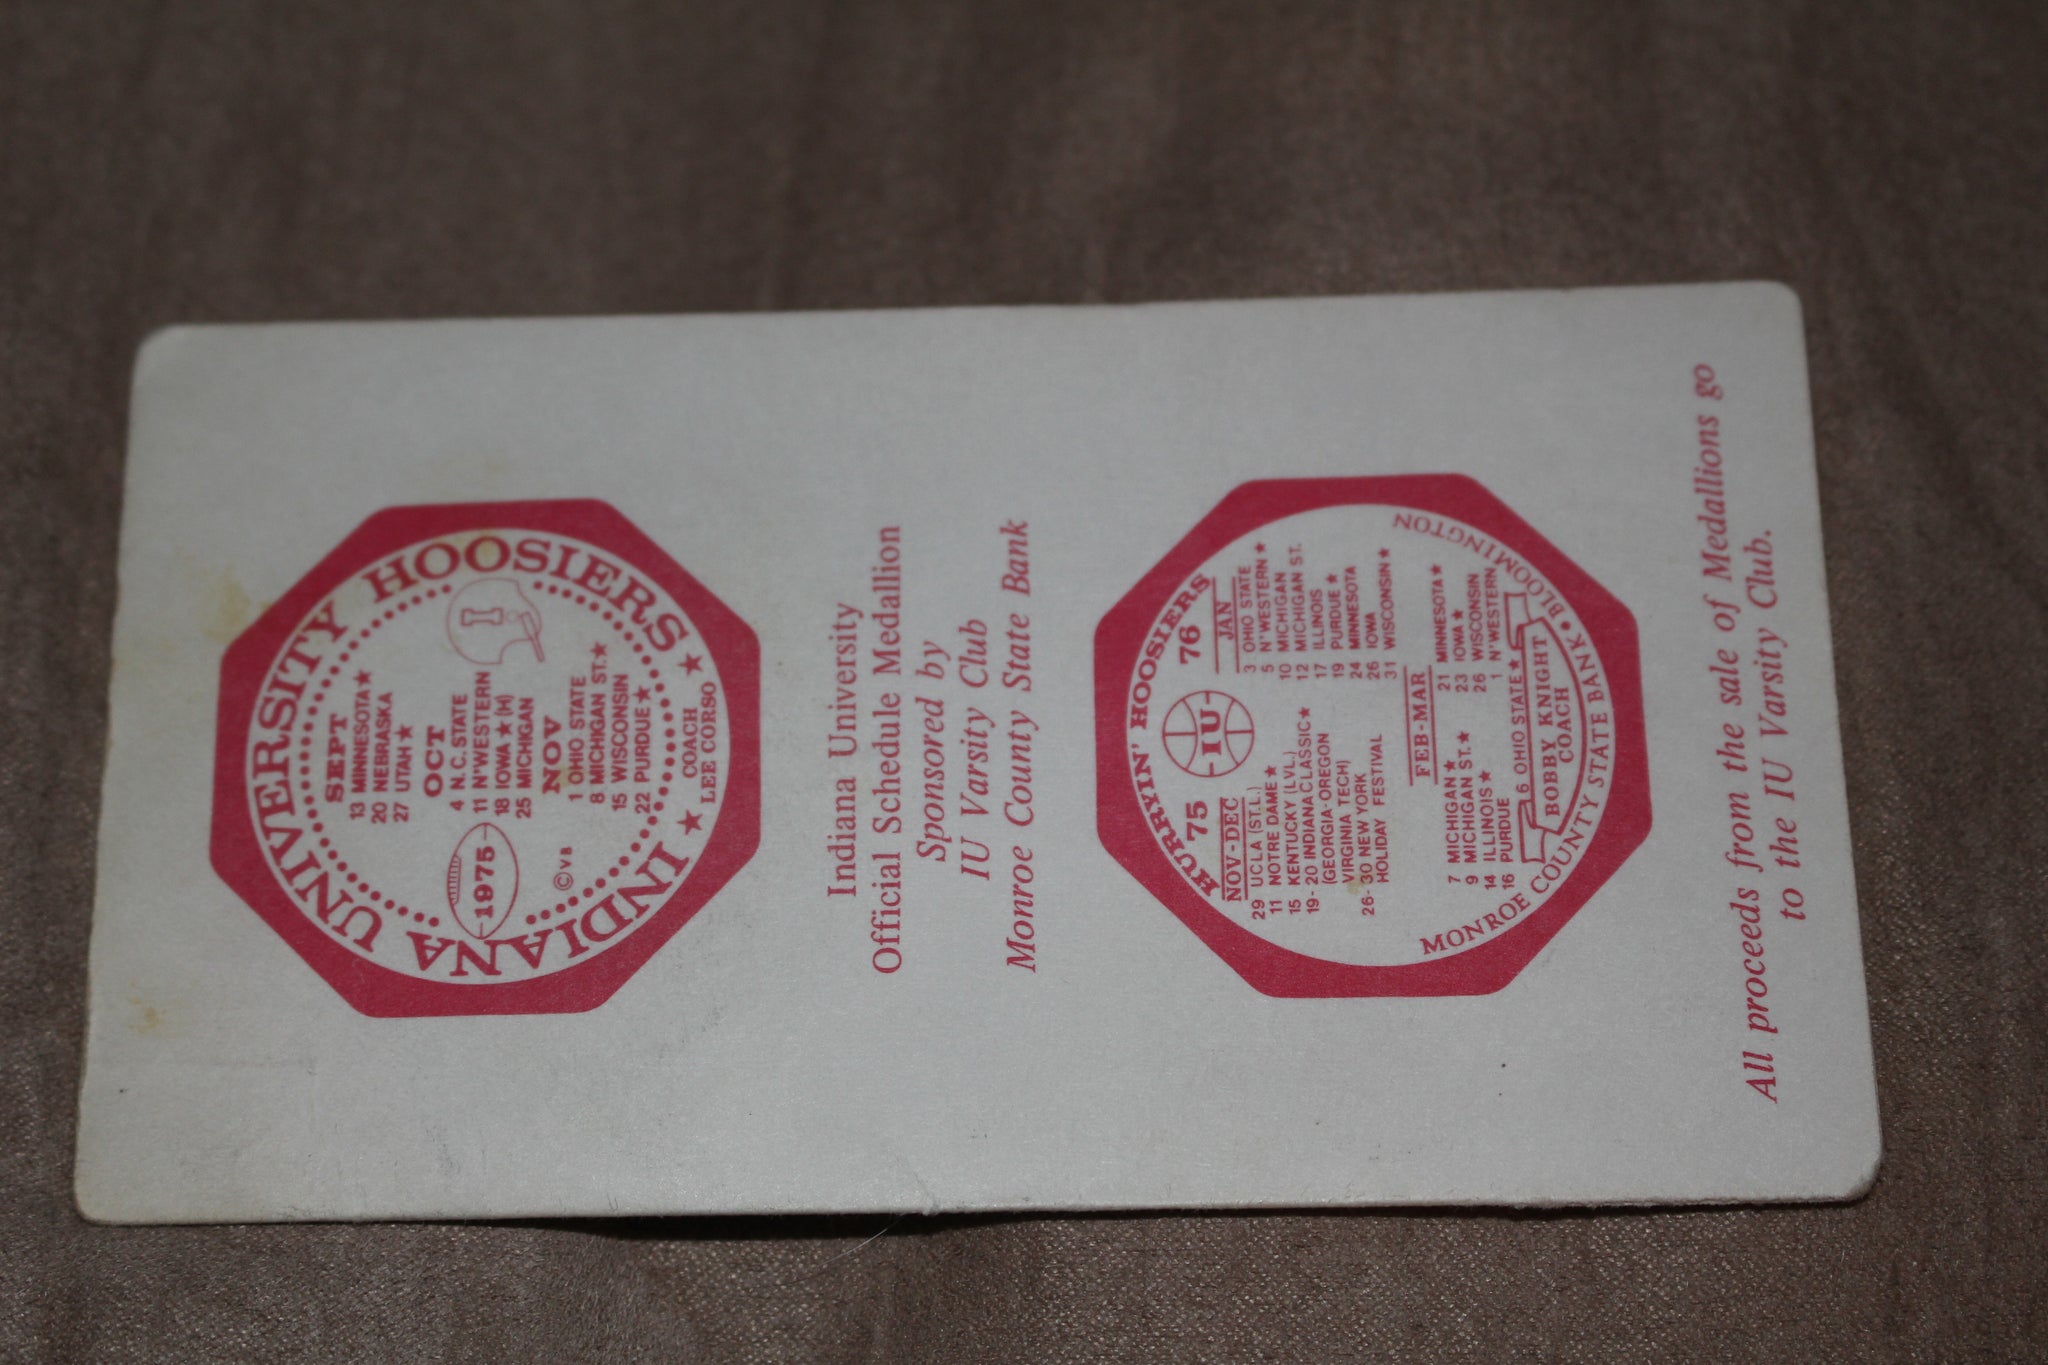 INDIANA UNIVERSITY HOOSIERS
SEPT
13 MINNESOTA★
20 NEBRASKA
27 UTAH★
OCT
4 N.C. STATE
11 N'WESTERN
18 IOWA★(H)
25 MICHIGAN
NOV
1 OHIO STATE
8 MICHIGAN ST.★
15 WISCONSIN
22 PURDUE★
1975
I
©VB
★ COACH ★
LEE CORSO
Indiana University
Official Schedule Medallion
Sponsored by
IU Varsity Club
Monroe County State Bank
HURRYIN' HOOSIERS
75 IU 76
NOV-DEC
29 UCLA (ST.L.)
11 NOTRE DAME★
15 KENTUCKY (LVL.)
19-20 INDIANA CLASSIC★
(GEORGIA-OREGON
VIRGINIA TECH)
26-30 NEW YORK
HOLIDAY FESTIVAL
JAN
3 OHIO STATE
5 N'WESTERN★
10 MICHIGAN
12 MICHIGAN ST.
17 ILLINOIS
19 PURDUE★
24 MINNESOTA
26 IOWA
31 WISCONSIN★
FEB-MAR
7 MICHIGAN★
9 MICHIGAN ST.★
14 ILLINOIS★
16 PURDUE
21 MINNESOTA★
23 IOWA★
26 WISCONSIN
1 N'WESTERN
6 OHIO STATE★
BOBBY KNIGHT
COACH
MONROE COUNTY STATE BANK • BLOOMINGTON
All proceeds from the sale of Medallions go
to the IU Varsity Club.